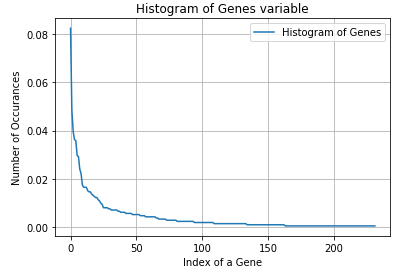 Histogram of Genes variable
Histogram of Genes
Number of Occurances
0.08
0.06
0.04
0.02
0.00
0 50 100 150 200
Index of a Gene